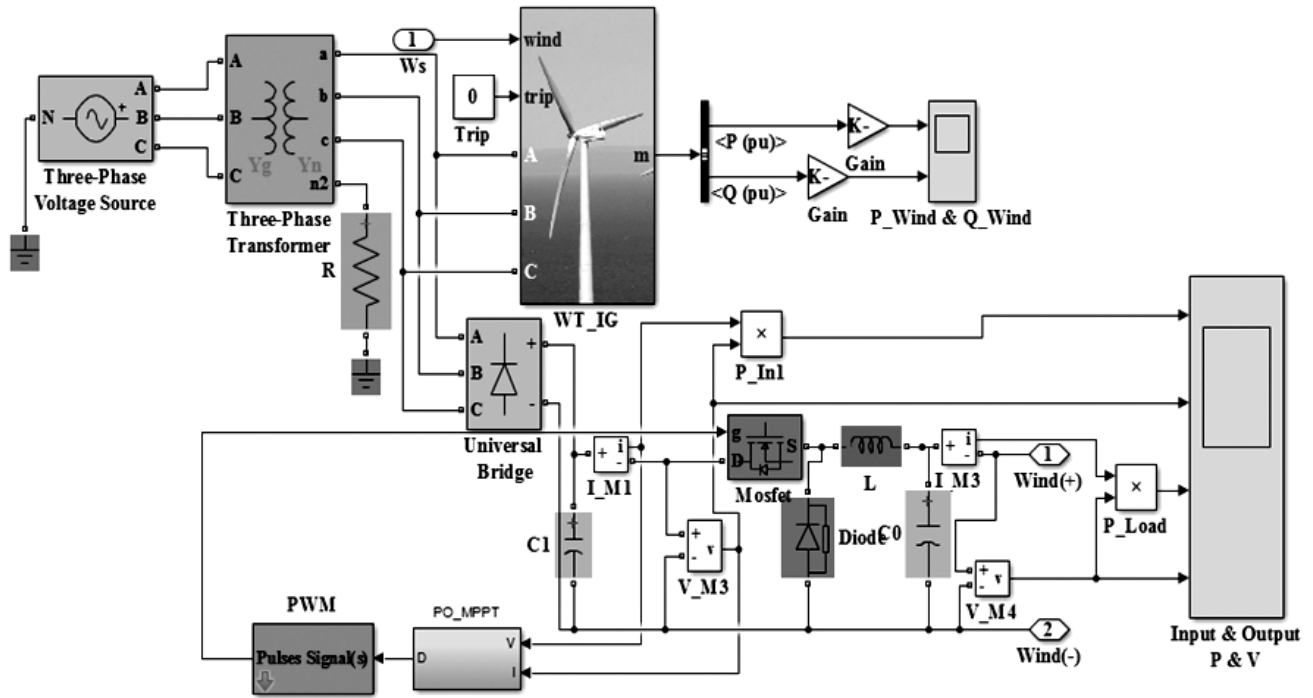 1
Ws
wind
0
Trip
trip
N
A
B
C
Three-Phase
Voltage Source
A
B
C
a
b
c
n2
Yg
Yn
Three-Phase
Transformer
R
A
B
C
m
WT_IG
<P (pu)>
<Q (pu)>
K-
Gain
K-
Gain
P_Wind & Q_Wind
A
B
C
+
-
Universal
Bridge
×
P_In1
+
i
-
I_M1
g
D
S
Mosfet
L
+
i
-
I_M3
1
Wind(+)
×
P_Load
+
C1
+
-
v
V_M3
Diode
+
C0
+
-
v
V_M4
2
Wind(-)
Input & Output
P & V
PWM
Pulses Signal(s)
PO_MPPT
D
V
I